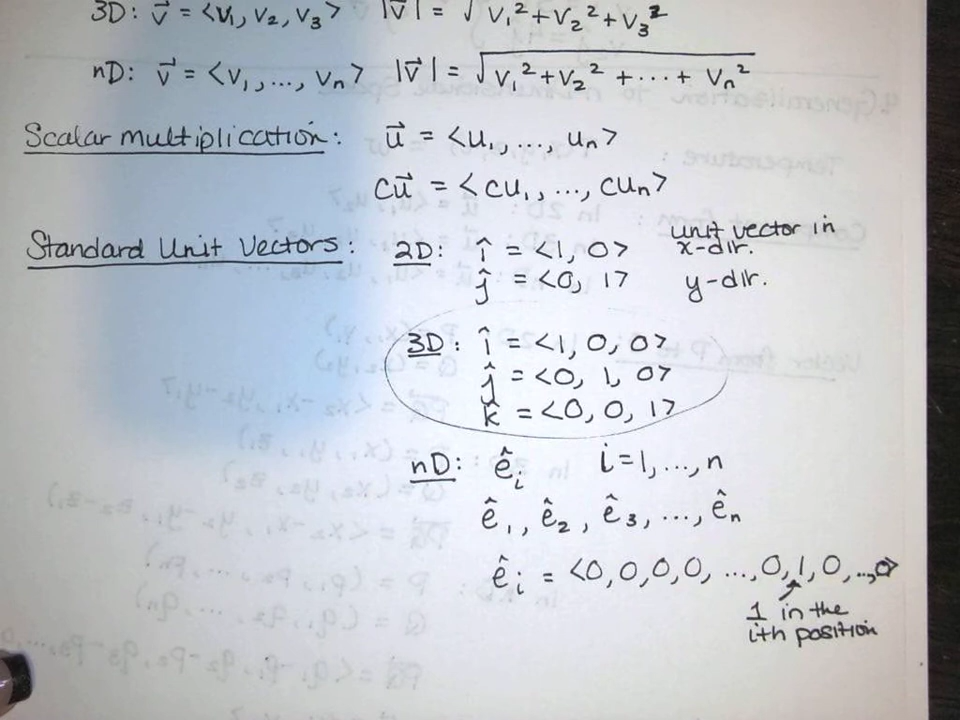 3D: v⃗ = <v₁, v₂, v₃> |v⃗| = √v₁²+v₂²+v₃²
nD: v⃗ = <v₁,..., vₙ> |v⃗| = √v₁²+v₂² +···+ vₙ²
Scalar multiplication: u⃗ = <u₁,..., uₙ>
cu⃗ = <cu₁,..., cuₙ>
Standard Unit Vectors: 2D: î = <1, 0> unit vector in x-dir.
ĵ = <0, 1> y-dir.
3D: î = <1, 0, 0>
ĵ = <0, 1, 0>
k̂ = <0, 0, 1>
nD: êᵢ i=1,...,n
ê₁, ê₂, ê₃, ..., êₙ
êᵢ = <0,0,0,0, ...,0,1,0,...,0>
1 in the
ith position